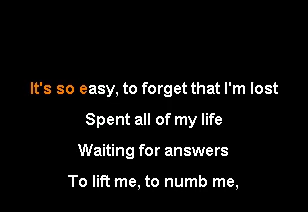 It's so easy, to forget that I'm lost
Spent all of my life
Waiting for answers
To lift me, to numb me,